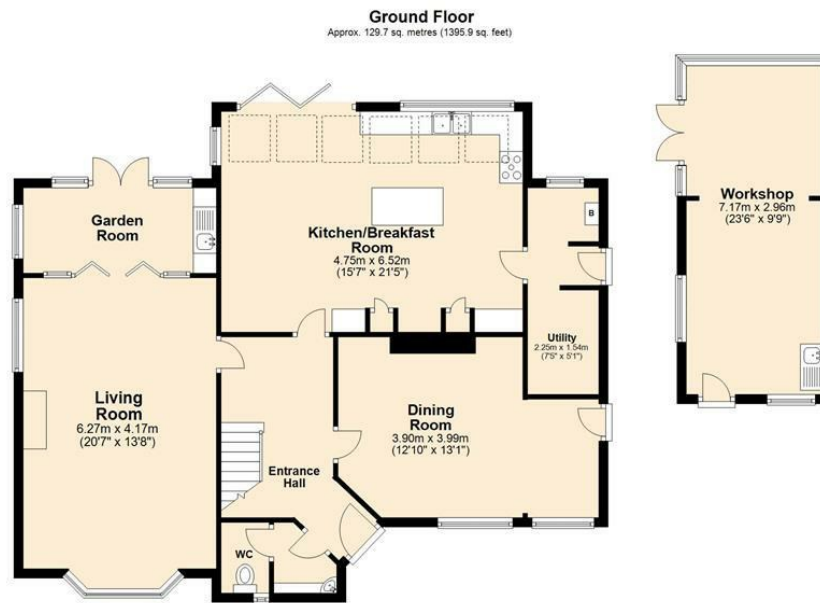 Ground Floor
Approx. 129.7 sq. metres (1395.9 sq. feet)
Garden
Room
Kitchen/Breakfast
Room
4.75m x 6.52m
(15'7" x 21'5")
B
Workshop
7.17m x 2.96m
(23'6" x 9'9")
Utility
2.25m x 1.54m
(7'5" x 5'1")
Living
Room
6.27m x 4.17m
(20'7" x 13'8")
Dining
Room
3.90m x 3.99m
(12'10" x 13'1")
Entrance
Hall
WC